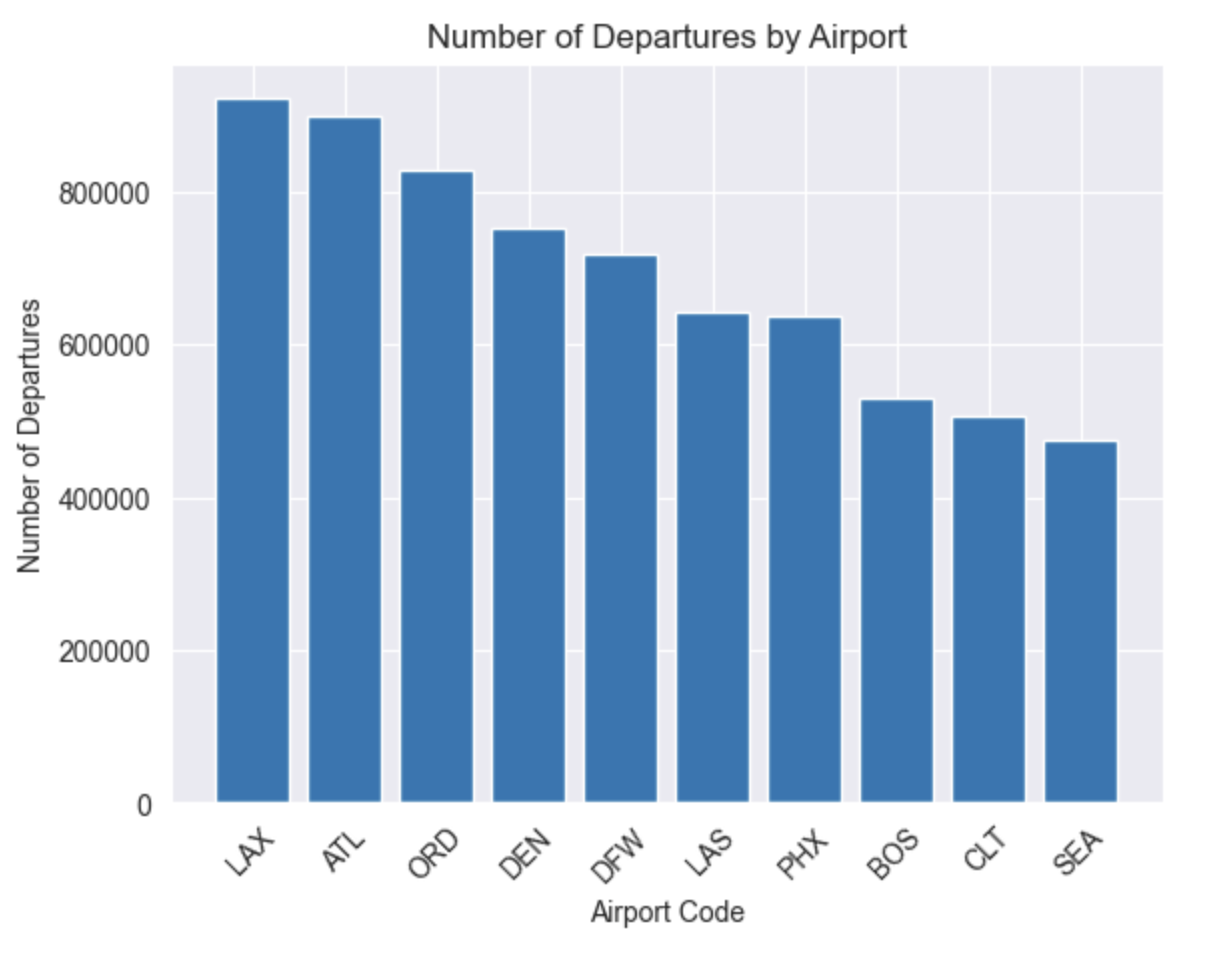 Number of Departures by Airport
Number of Departures
800000
600000
400000
200000
0
LAX
ATL
ORD
DEN
DFW
LAS
PHX
BOS
CLT
SEA
Airport Code